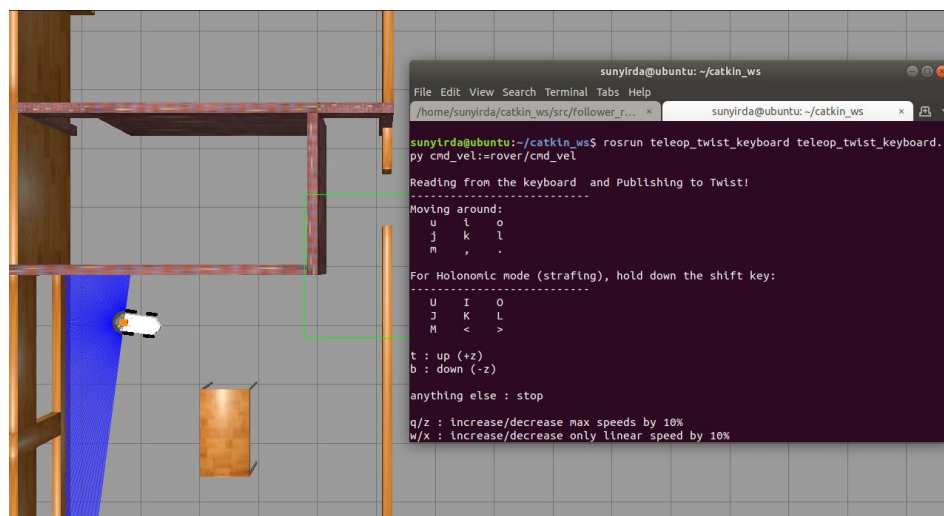 sunyirda@ubuntu: ~/catkin_ws
File Edit View Search Terminal Tabs Help
/home/sunyirda/catkin_ws/src/follower_r... × sunyirda@ubuntu: ~/catkin_ws ×
sunyirda@ubuntu:~/catkin_ws$ rosrun teleop_twist_keyboard teleop_twist_keyboard.
py cmd_vel:=rover/cmd_vel
Reading from the keyboard  and Publishing to Twist!
---------------------------
Moving around:
   u    i    o
   j    k    l
   m    ,    .
For Holonomic mode (strafing), hold down the shift key:
---------------------------
   U    I    O
   J    K    L
   M    <    >
t : up (+z)
b : down (-z)
anything else : stop
q/z : increase/decrease max speeds by 10%
w/x : increase/decrease only linear speed by 10%